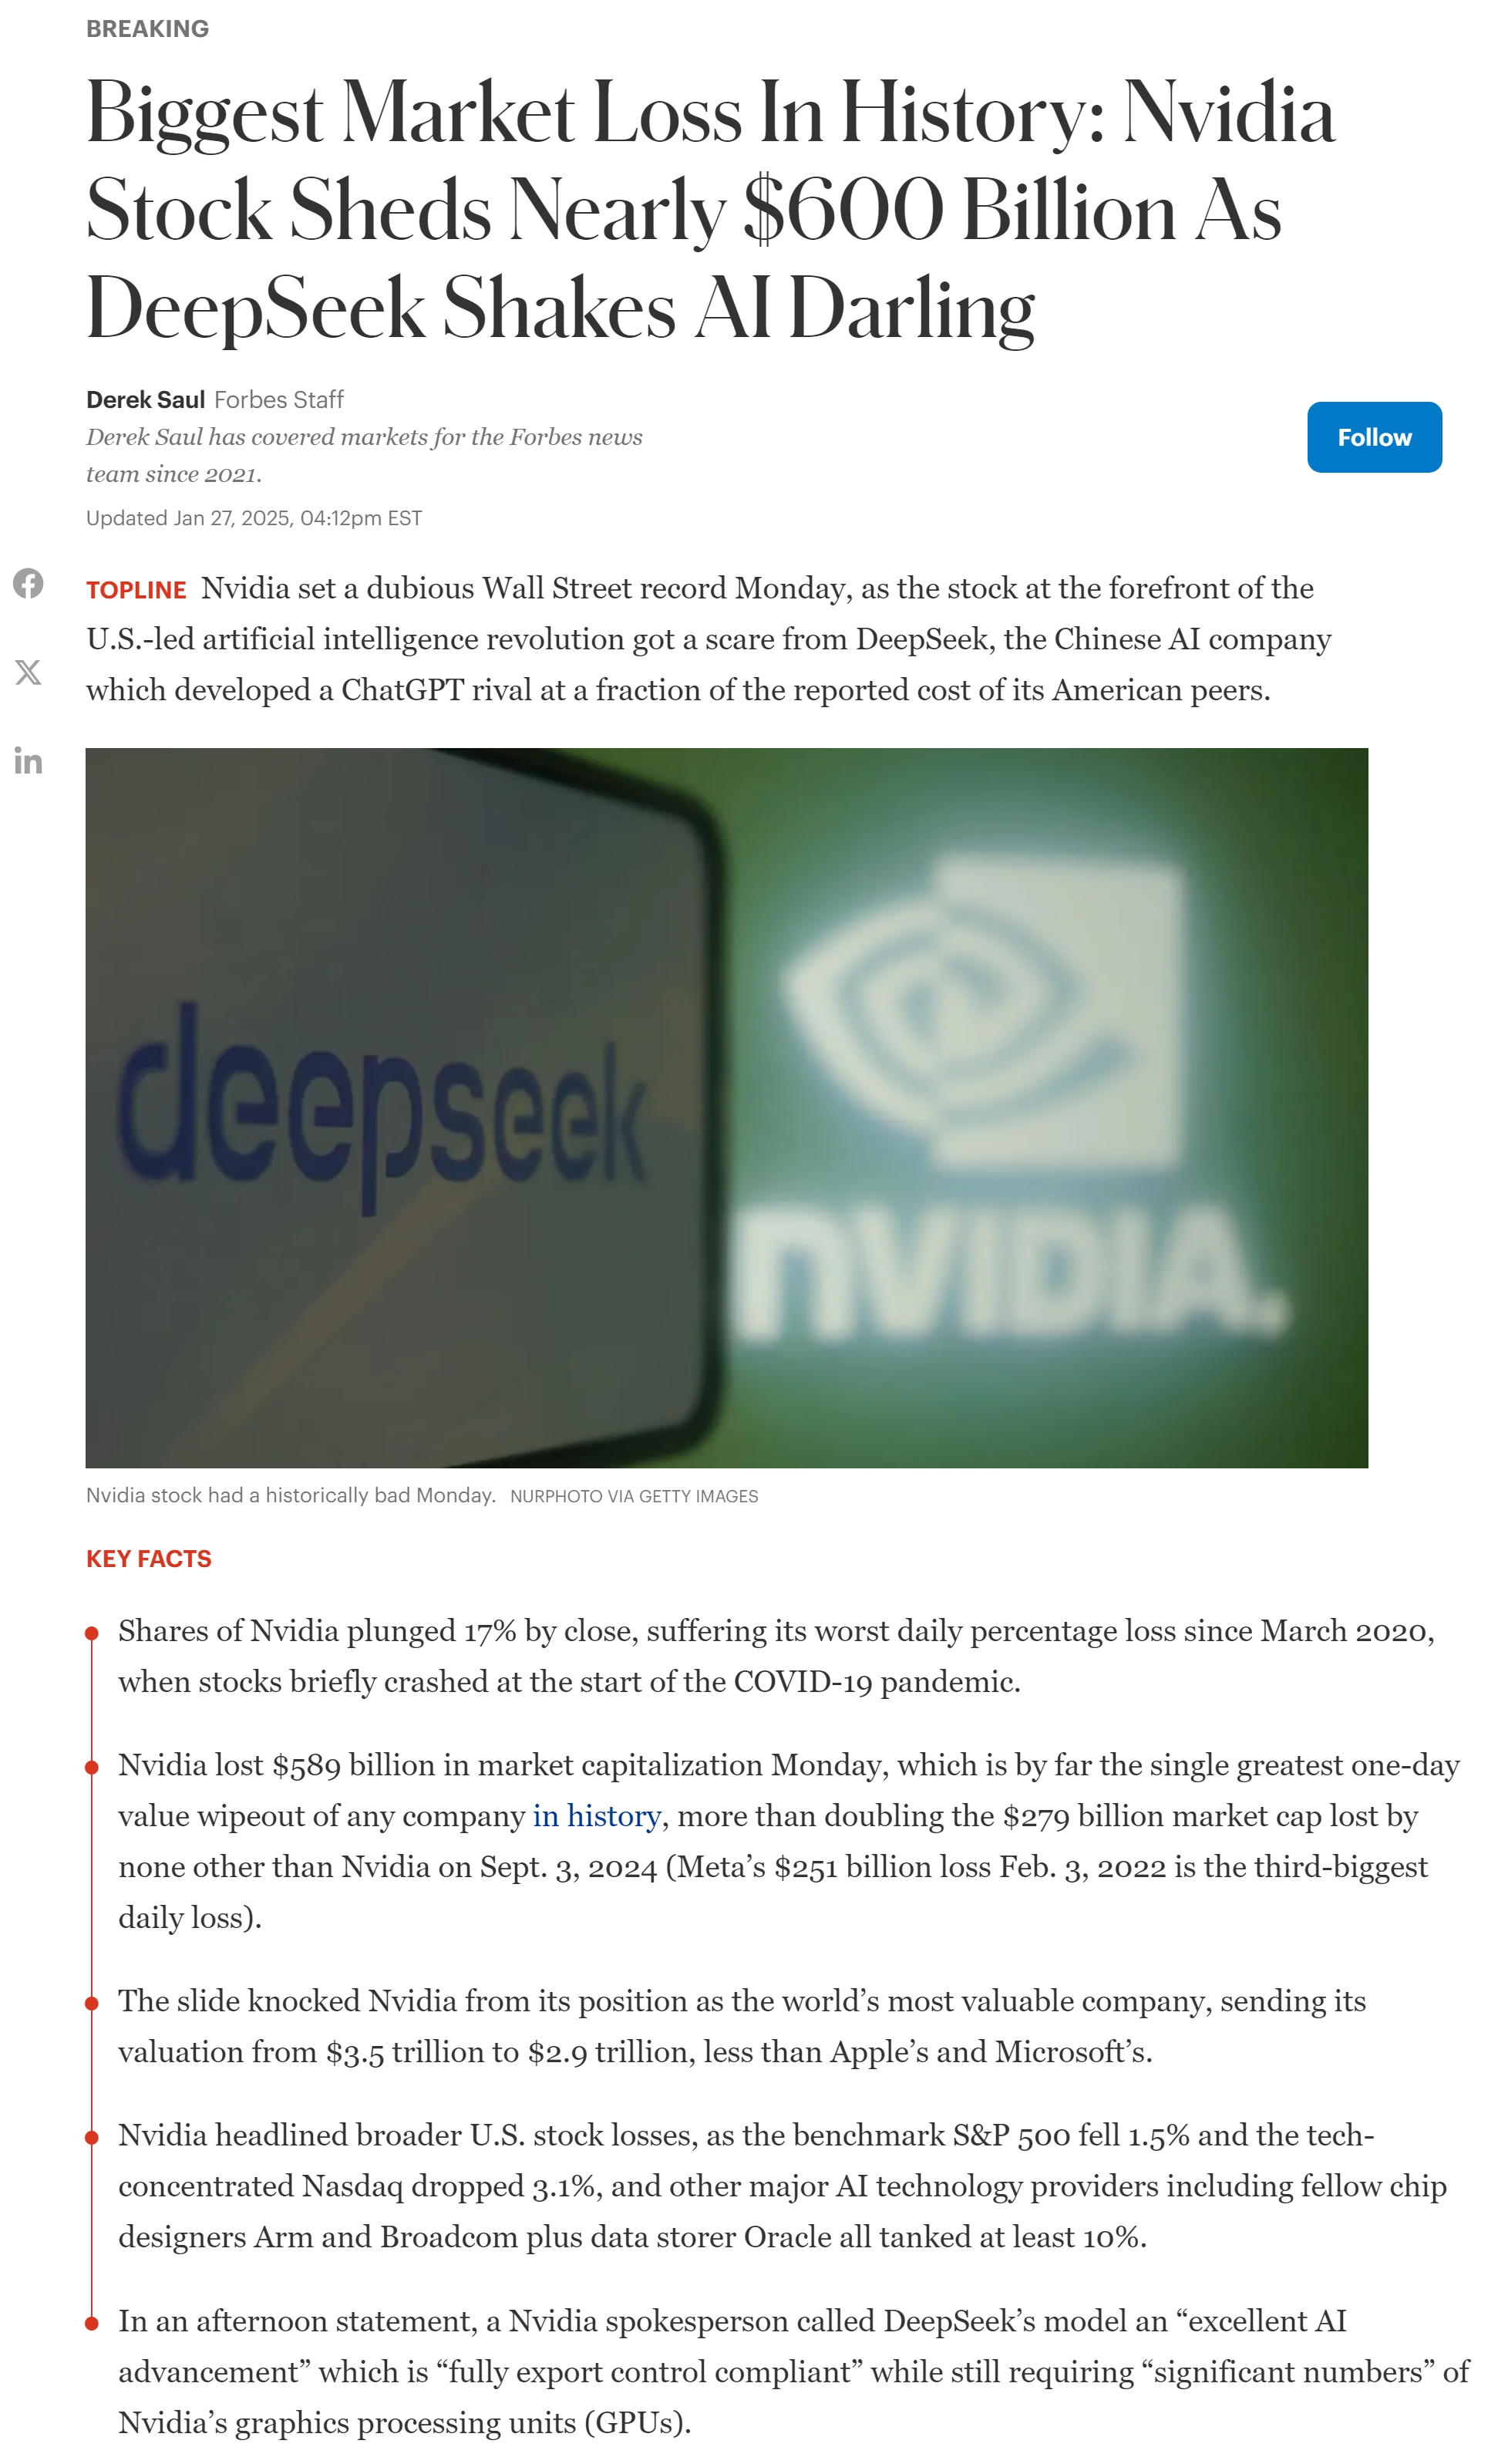 BREAKING
Biggest Market Loss In History: Nvidia
Stock Sheds Nearly $600 Billion As
DeepSeek Shakes AI Darling
Derek Saul Forbes Staff
Derek Saul has covered markets for the Forbes news
team since 2021.
Follow
Updated Jan 27, 2025, 04:12pm EST
TOPLINE Nvidia set a dubious Wall Street record Monday, as the stock at the forefront of the
U.S.-led artificial intelligence revolution got a scare from DeepSeek, the Chinese AI company
which developed a ChatGPT rival at a fraction of the reported cost of its American peers.
deepseek
nVIDIA.
Nvidia stock had a historically bad Monday. NURPHOTO VIA GETTY IMAGES
KEY FACTS
Shares of Nvidia plunged 17% by close, suffering its worst daily percentage loss since March 2020,
when stocks briefly crashed at the start of the COVID-19 pandemic.
Nvidia lost $589 billion in market capitalization Monday, which is by far the single greatest one-day
value wipeout of any company in history, more than doubling the $279 billion market cap lost by
none other than Nvidia on Sept. 3, 2024 (Meta’s $251 billion loss Feb. 3, 2022 is the third-biggest
daily loss).
The slide knocked Nvidia from its position as the world’s most valuable company, sending its
valuation from $3.5 trillion to $2.9 trillion, less than Apple’s and Microsoft’s.
Nvidia headlined broader U.S. stock losses, as the benchmark S&P 500 fell 1.5% and the tech-
concentrated Nasdaq dropped 3.1%, and other major AI technology providers including fellow chip
designers Arm and Broadcom plus data storer Oracle all tanked at least 10%.
In an afternoon statement, a Nvidia spokesperson called DeepSeek’s model an “excellent AI
advancement” which is “fully export control compliant” while still requiring “significant numbers” of
Nvidia’s graphics processing units (GPUs).